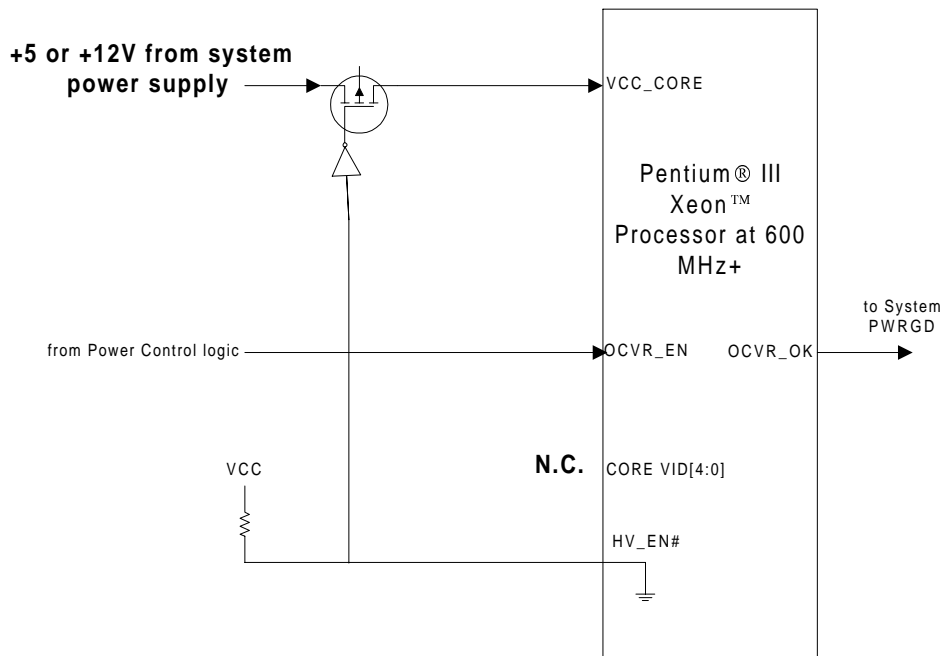 +5 or +12V from system
power supply
VCC_CORE
Pentium® III
Xeon™
Processor at 600
MHz+
to System
PWRGD
from Power Control logic
OCVR_EN
OCVR_OK
VCC
N.C.
CORE VID[4:0]
HV_EN#